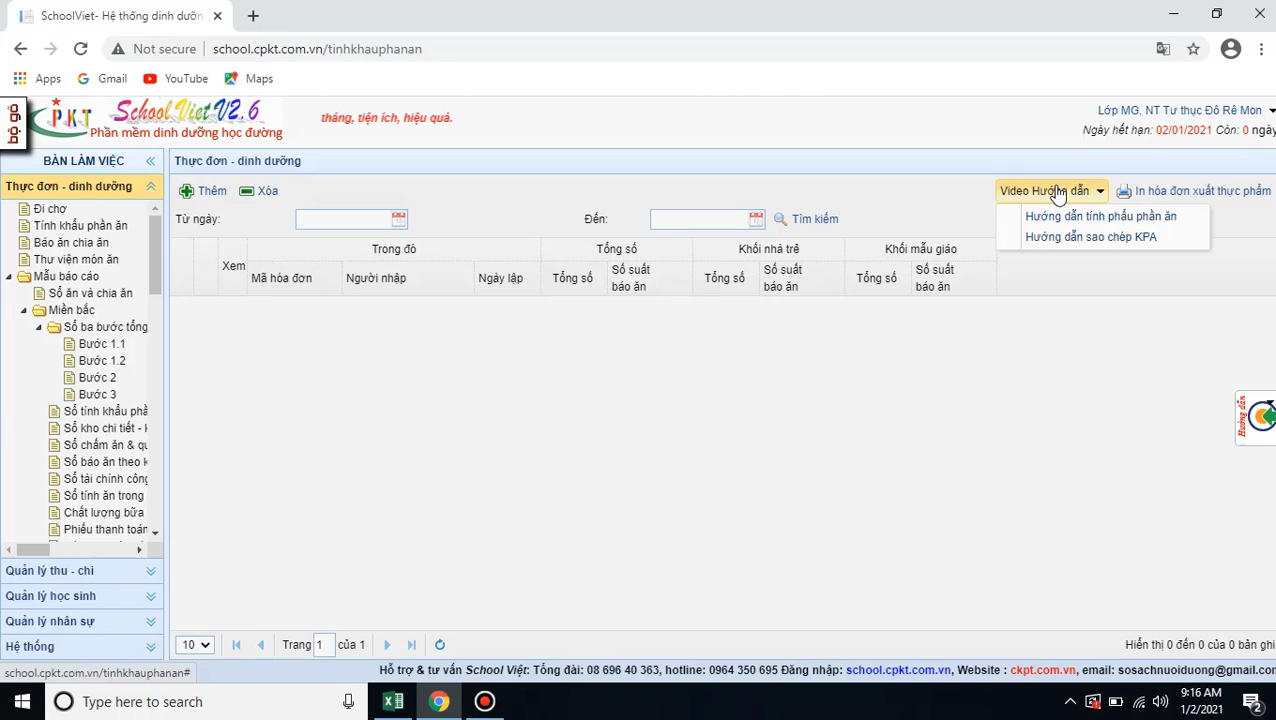 SchoolViet- Hệ thống dinh dưỡn
Not secure
school.cpkt.com.vn/tinhkhauphanan
Apps
Gmail
YouTube
Maps
bộ gõ
CPKT
School Viet V2.6
Phần mềm dinh dưỡng học đường
tháng, tiện ích, hiệu quả.
Lớp MG, NT Tư thục Đô Rê Mon
Ngày hết hạn: 02/01/2021 Còn: 0 ngày
BÀN LÀM VIỆC
Thực đơn - dinh dưỡng
Thực đơn - dinh dưỡng
Đi chợ
Tính khẩu phần ăn
Báo ăn chia ăn
Thư viện món ăn
Mẫu báo cáo
Sổ ăn và chia ăn
Miền bắc
Sổ ba bước tổng
Bước 1.1
Bước 1.2
Bước 2
Bước 3
Sổ tính khẩu phầ
Sổ kho chi tiết - H
Sổ chấm ăn & qu
Sổ báo ăn theo k
Sổ tài chính công
Sổ tính ăn trong
Chất lượng bữa
Phiếu thanh toán
Quản lý thu - chi
Quản lý học sinh
Quản lý nhân sự
Hệ thống
Thêm
Xóa
Video Hướng dẫn
In hóa đơn xuất thực phẩm
Hướng dẫn tính phẩu phần ăn
Hướng dẫn sao chép KPA
Từ ngày:
Đến:
Tìm kiếm
Xem
Trong đó
Tổng số
Khối nhà trẻ
Khối mẫu giáo
Mã hóa đơn
Người nhập
Ngày lập
Tổng số
Số suất báo ăn
Tổng số
Số suất báo ăn
Tổng số
Số suất báo ăn
Hướng dẫn
10
Trang 1 của 1
Hiển thị 0 đến 0 của 0 bản ghi
school.cpkt.com.vn/tinhkhauphanan#
Hỗ trợ & tư vấn School Việt: Tổng đài: 08 696 40 363, hotline: 0964 350 695 Đăng nhập: school.cpkt.com.vn, Website : ckpt.com.vn, email: sosachnuoiduong@gmail.com
Type here to search
9:16 AM
1/2/2021
2